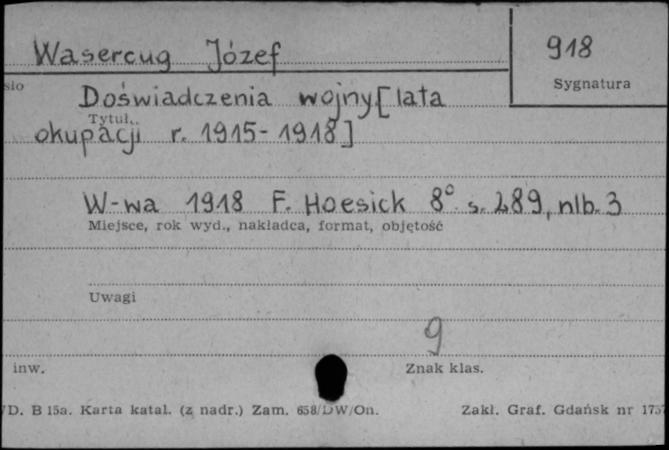 Wasercug Józef
918
Sygnatura
sło
Doświadczenia wojny [lata
Tytuł
okupacji r. 1915-1918]
W-wa 1918 F. Hoesick 8° s. 289, nlb. 3
Miejsce, rok wyd., nakładca, format, objętość
Uwagi
9
inw.
Znak klas.
D. B 15a. Karta katal. (z nadr.) Zam. 658/DW/On.
Zakł. Graf. Gdańsk nr